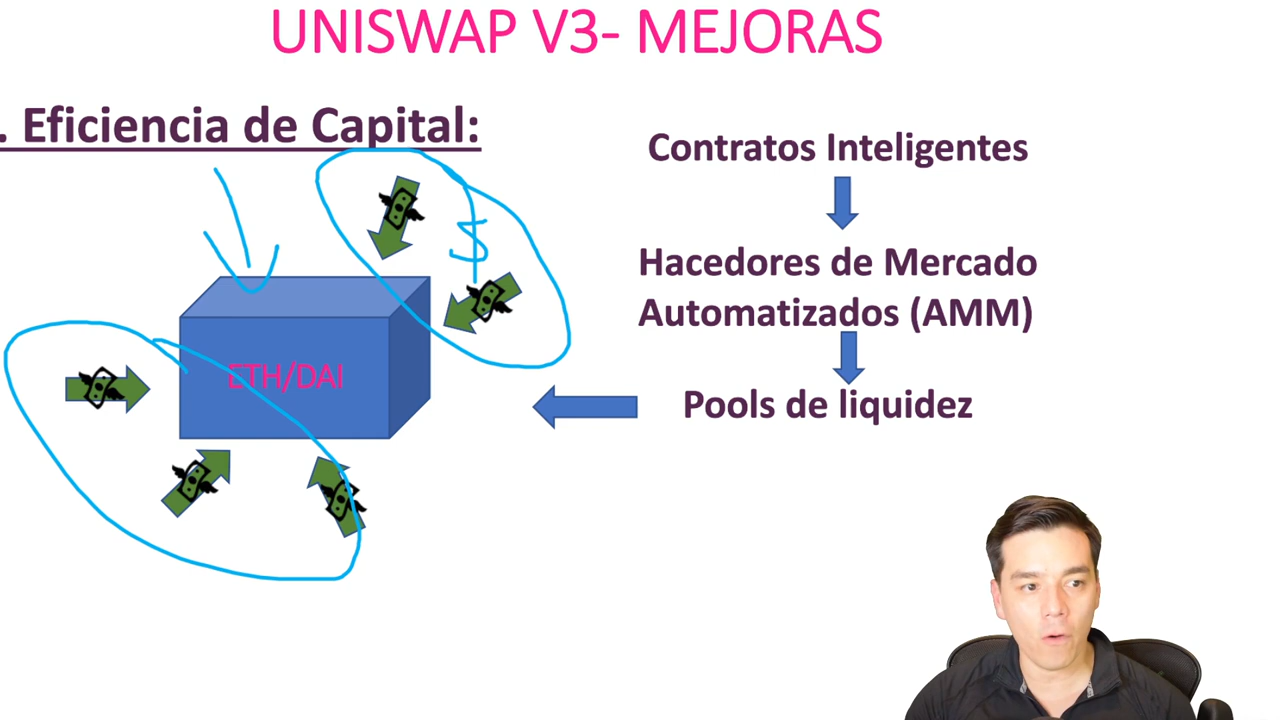 UNISWAP V3- MEJORAS
. Eficiencia de Capital:
Contratos Inteligentes
Hacedores de Mercado
Automatizados (AMM)
Pools de liquidez
ETH/DAI
$